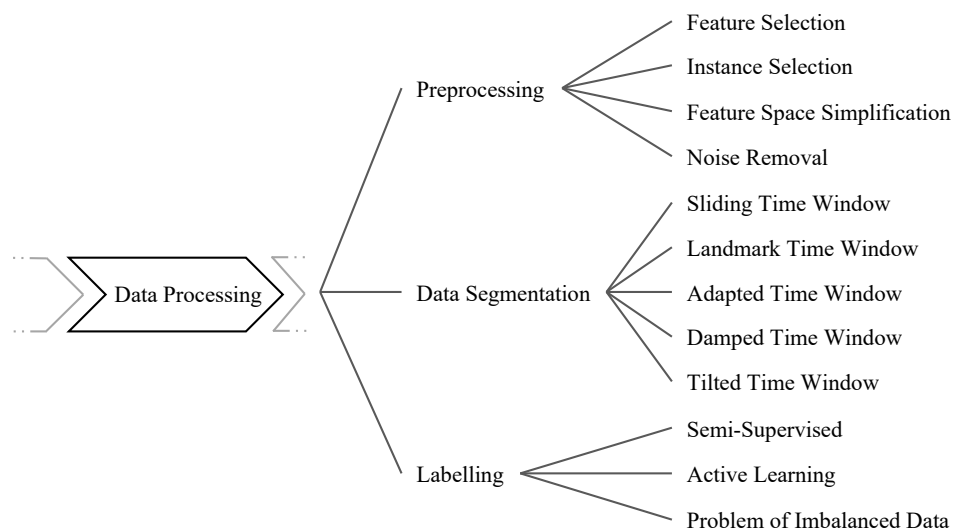 Data Processing
Preprocessing
Feature Selection
Instance Selection
Feature Space Simplification
Noise Removal
Data Segmentation
Sliding Time Window
Landmark Time Window
Adapted Time Window
Damped Time Window
Tilted Time Window
Labelling
Semi-Supervised
Active Learning
Problem of Imbalanced Data